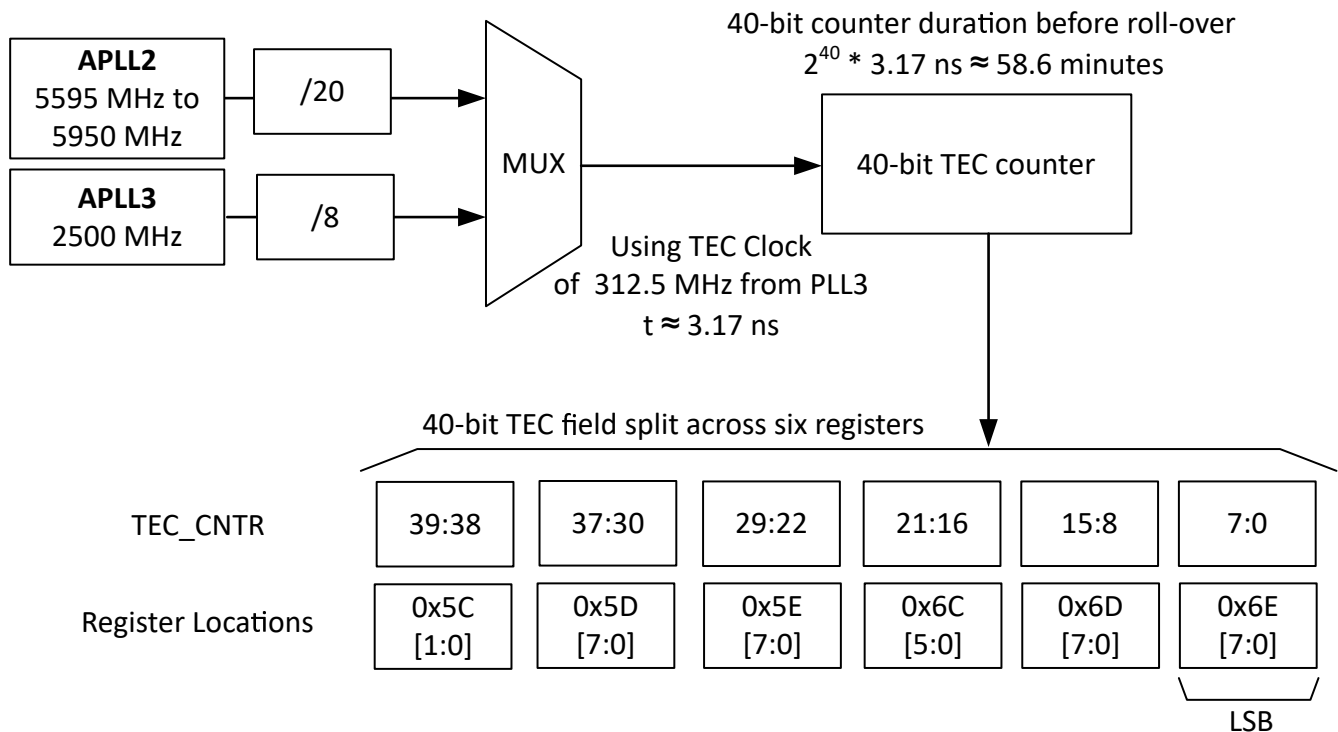 40-bit counter duration before roll-over
2^40 * 3.17 ns ≈ 58.6 minutes
APLL2
5595 MHz to
5950 MHz
/20
MUX
40-bit TEC counter
APLL3
2500 MHz
/8
Using TEC Clock
of 312.5 MHz from PLL3
t ≈ 3.17 ns
40-bit TEC field split across six registers
TEC_CNTR
39:38
37:30
29:22
21:16
15:8
7:0
Register Locations
0x5C
[1:0]
0x5D
[7:0]
0x5E
[7:0]
0x6C
[5:0]
0x6D
[7:0]
0x6E
[7:0]
LSB